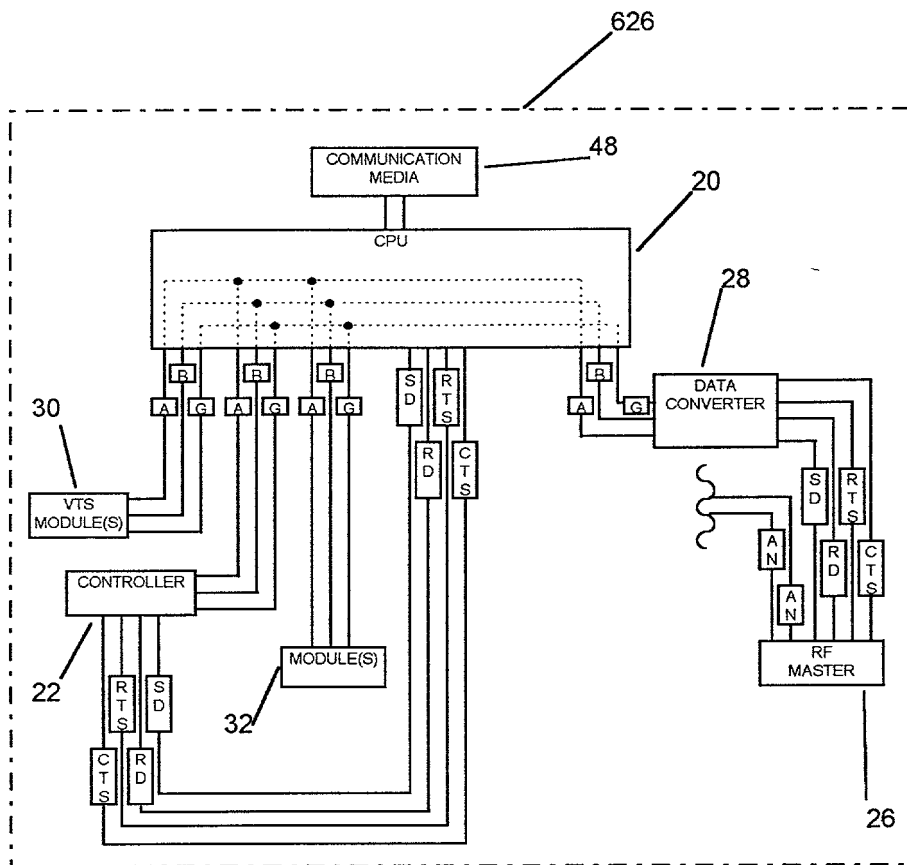 626
COMMUNICATION
MEDIA
48
20
CPU
28
DATA
CONVERTER
B
B
B
B
A
G
A
G
A
G
A
G
SD
RTS
RD
CTS
30
VTS
MODULE(S)
SD
RTS
RD
CTS
AN
AN
CONTROLLER
22
MODULE(S)
32
RF
MASTER
26
SD
RTS
RD
CTS